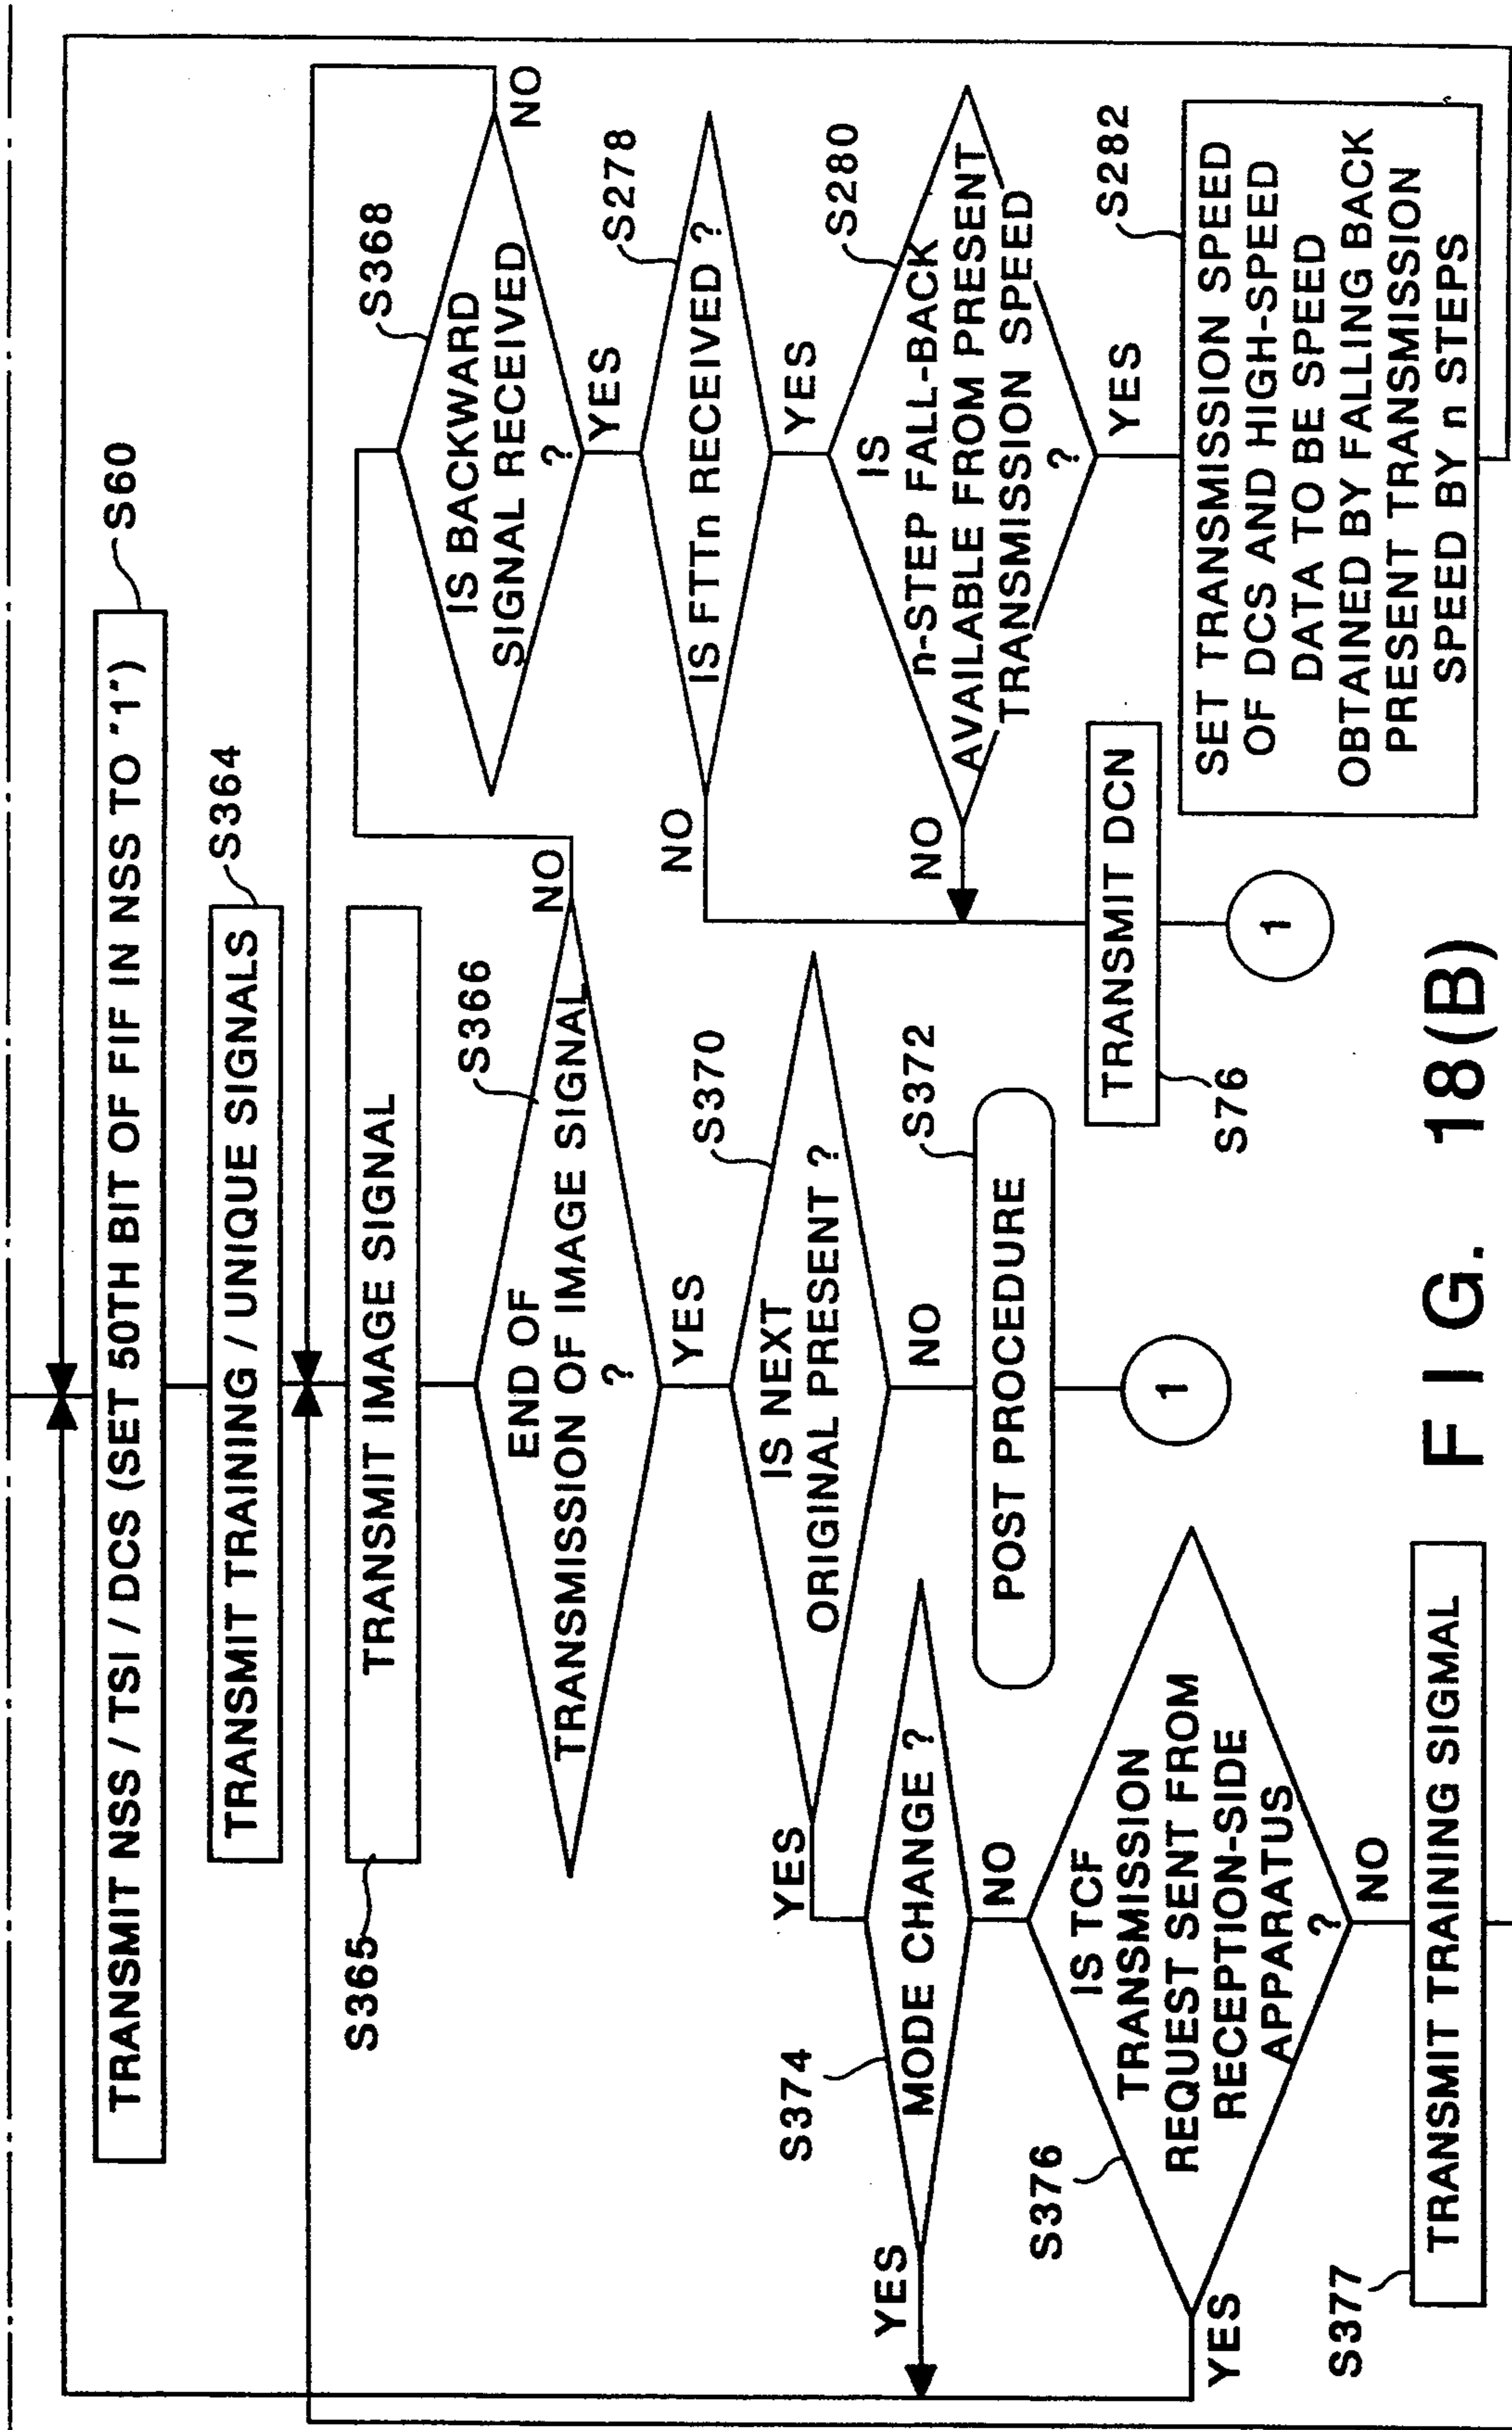 TRANSMIT NSS / TSI / DCS (SET 50TH BIT OF FIF IN NSS TO "1")
S60
TRANSMIT TRAINING / UNIQUE SIGNALS
S364
S365
TRANSMIT IMAGE SIGNAL
END OF
TRANSMISSION OF IMAGE SIGNAL
?
S366
NO
YES
IS BACKWARD
SIGNAL RECEIVED
?
S368
NO
YES
IS FTTn RECEIVED ?
S278
NO
YES
IS
n-STEP FALL-BACK
AVAILABLE FROM PRESENT
TRANSMISSION SPEED
?
S280
NO
YES
SET TRANSMISSION SPEED
OF DCS AND HIGH-SPEED
DATA TO BE SPEED
OBTAINED BY FALLING BACK
PRESENT TRANSMISSION
SPEED BY n STEPS
S282
TRANSMIT DCN
S76
1
IS NEXT
ORIGINAL PRESENT ?
S370
YES
NO
POST PROCEDURE
S372
1
S374
MODE CHANGE ?
YES
NO
S376
IS TCF
TRANSMISSION
REQUEST SENT FROM
RECEPTION-SIDE
APPARATUS
?
YES
NO
S377
TRANSMIT TRAINING SIGMAL
FIG. 18(B)